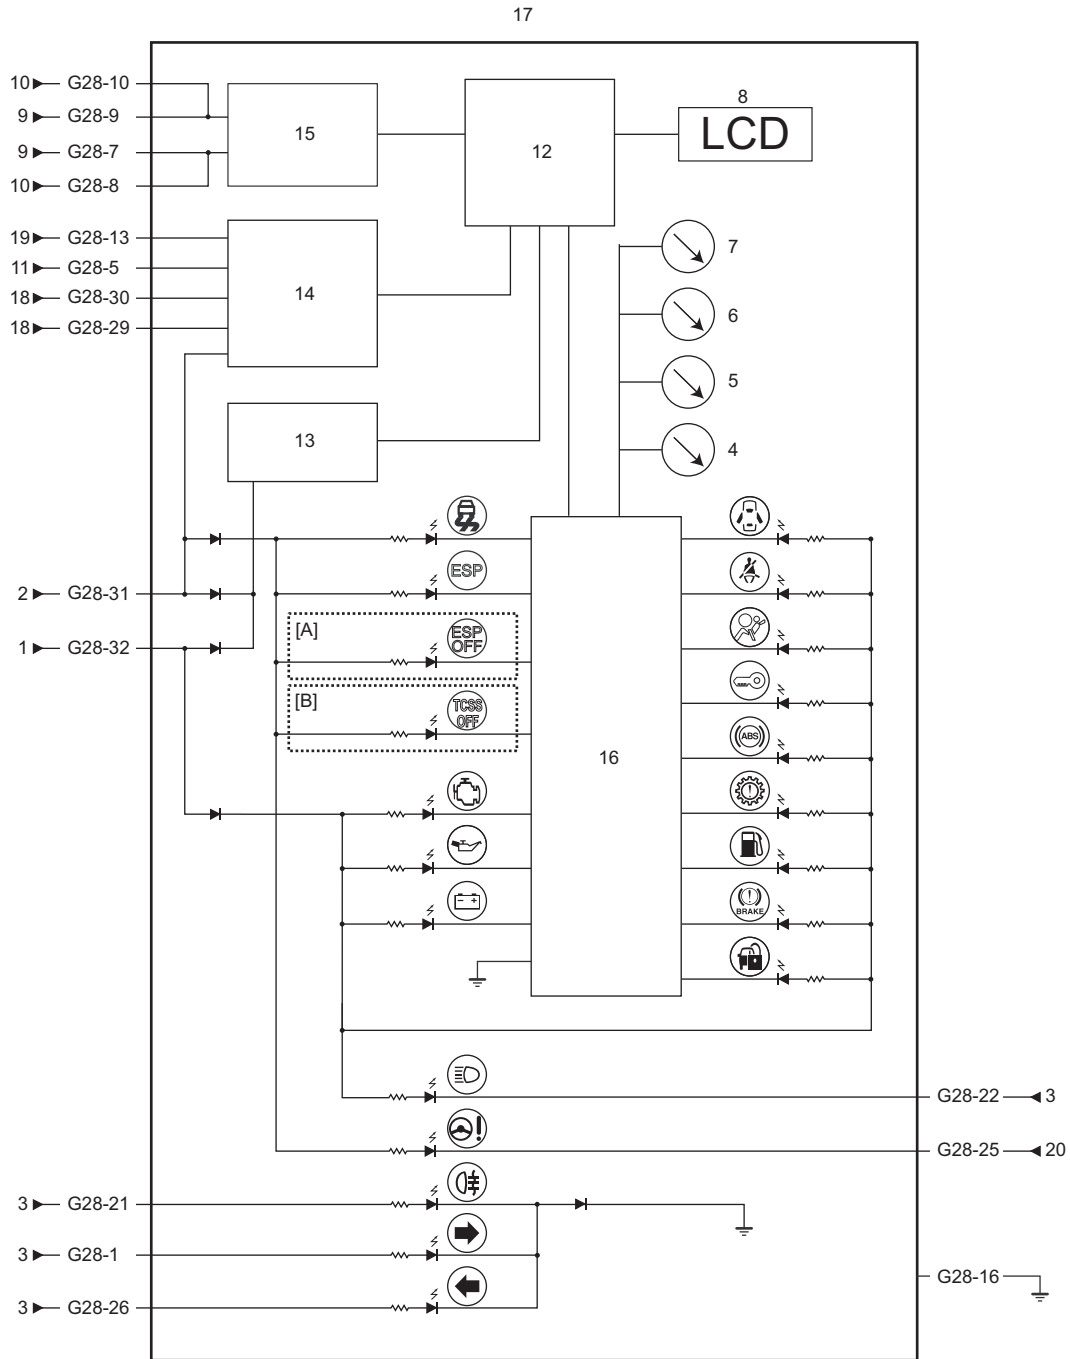 17
10 G28-10
9 G28-9
9 G28-7
10 G28-8
15
12
8
LCD
19 G28-13
11 G28-5
18 G28-30
18 G28-29
14
7
6
5
4
13
2 G28-31
1 G28-32
ESP
[A]
ESP
OFF
[B]
TCSS
OFF
16
ABS
BRAKE
G28-22 3
G28-25 20
3 G28-21
3 G28-1
3 G28-26
G28-16